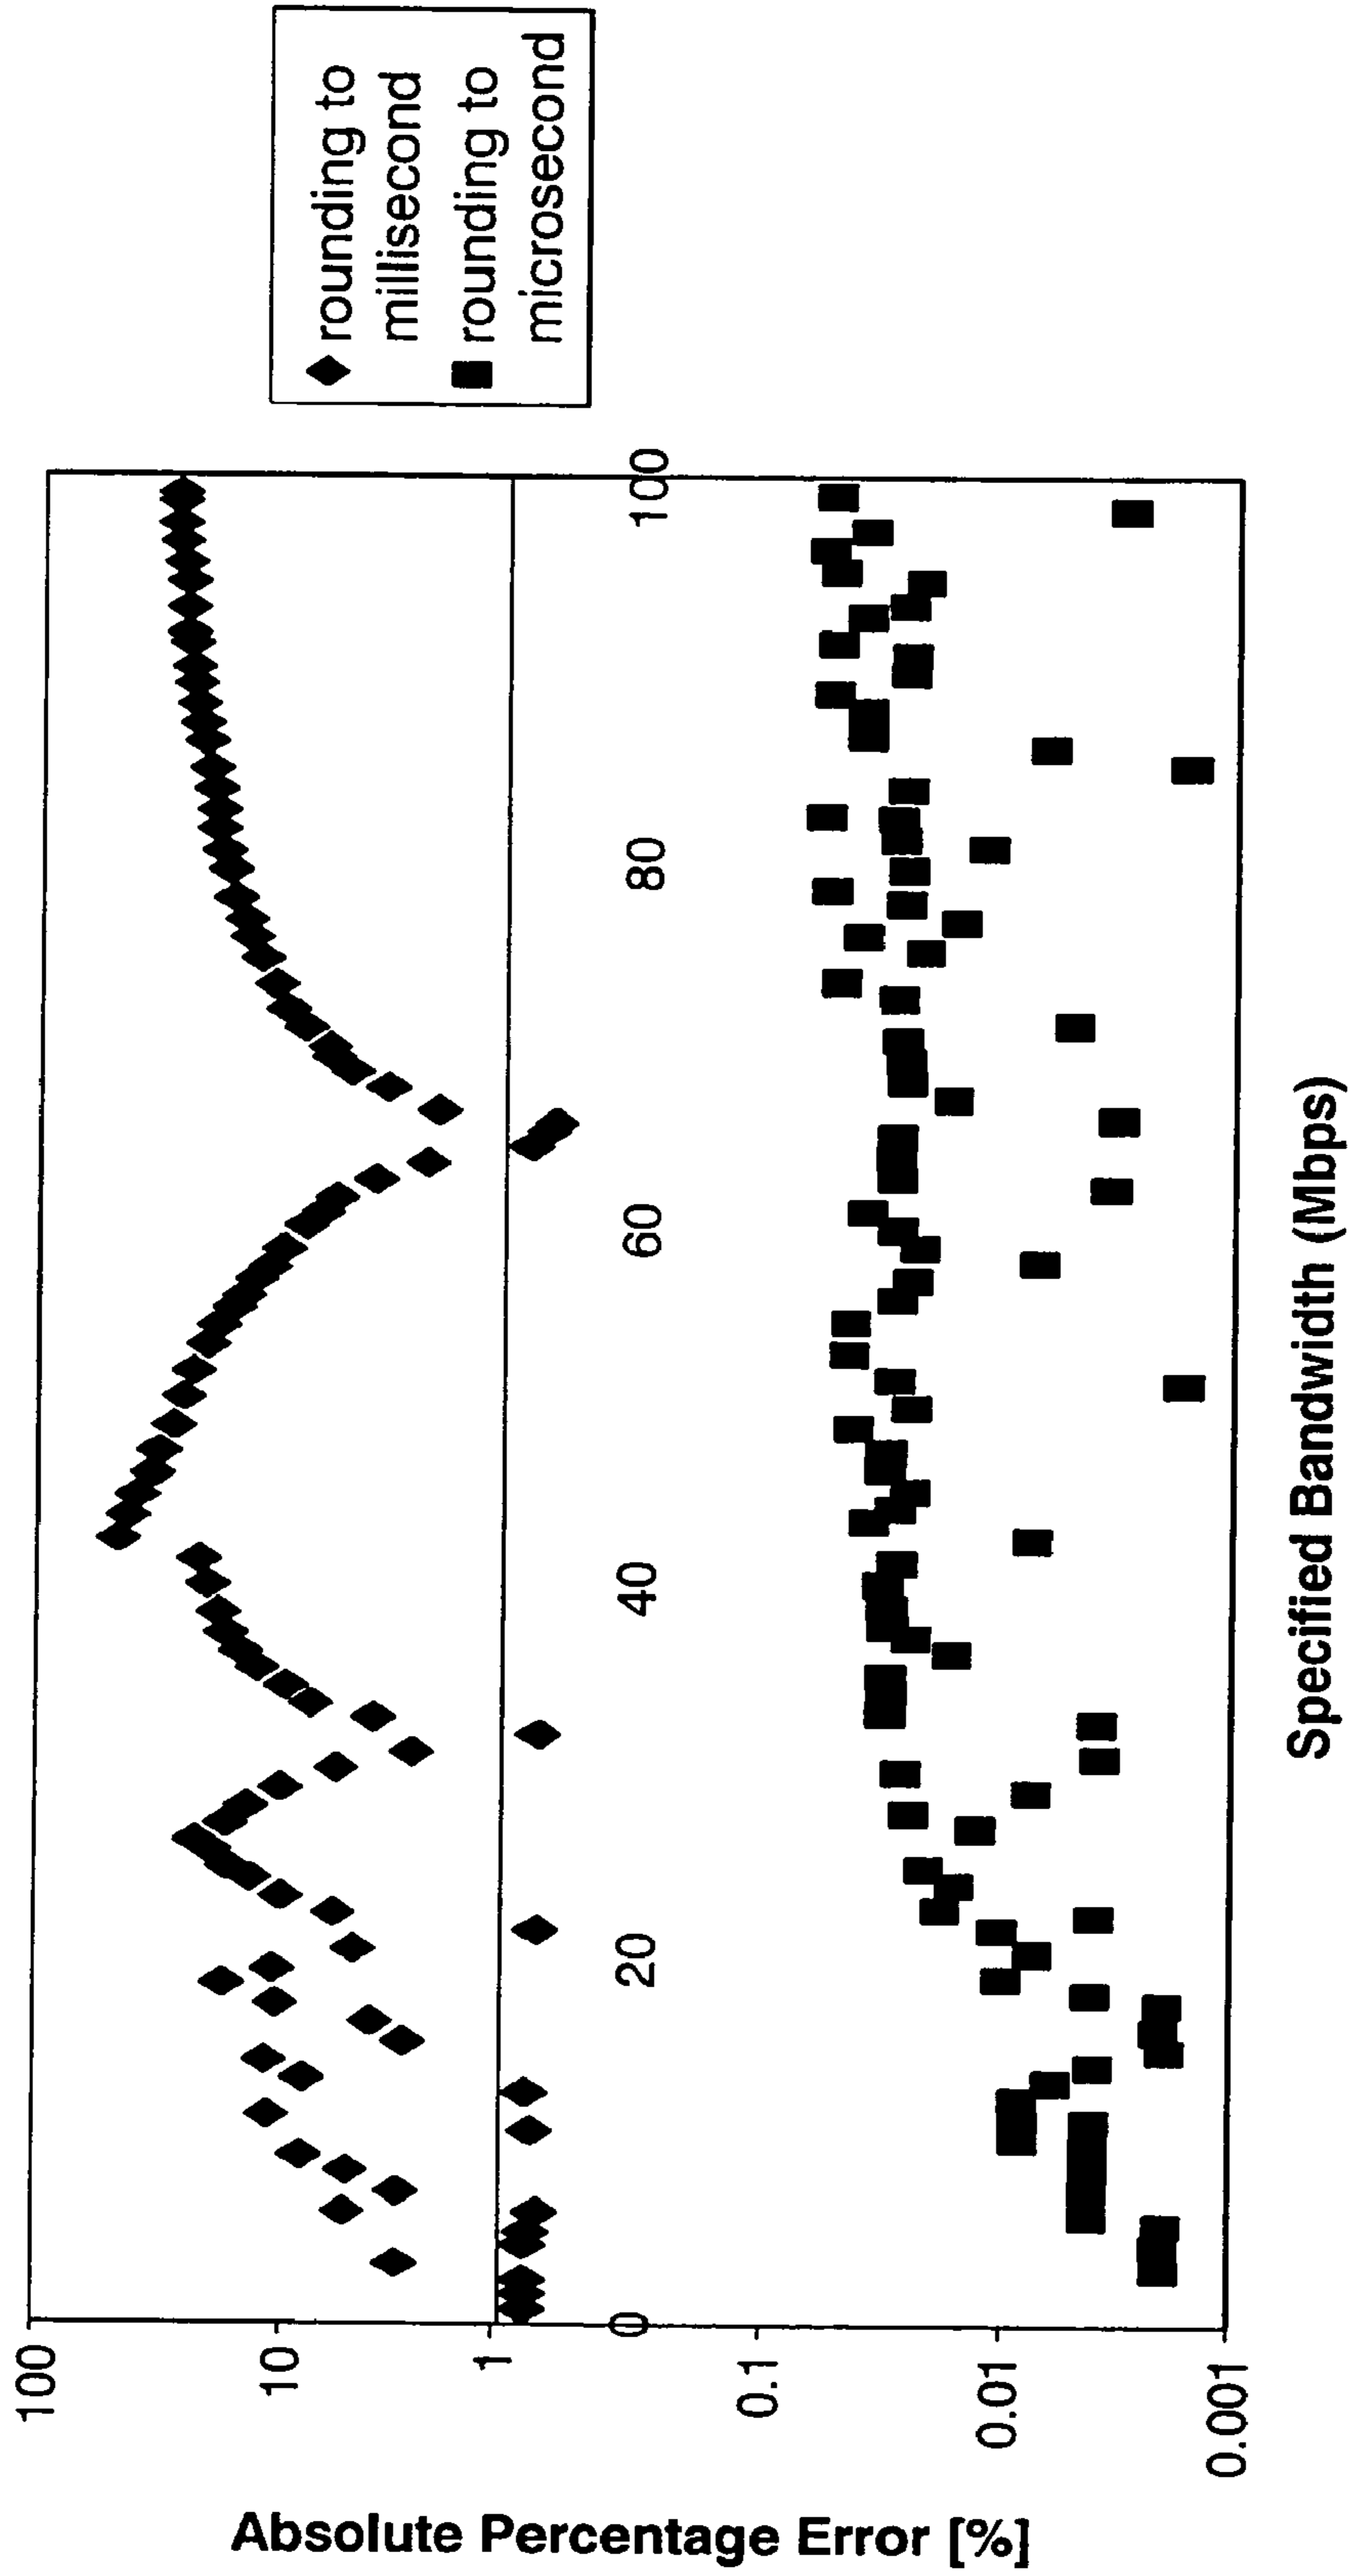 Absolute Percentage Error [%]
100
10
1
0.1
0.01
0.001
0
20
40
60
80
100
Specified Bandwidth (Mbps)
rounding to
millisecond
rounding to
microsecond